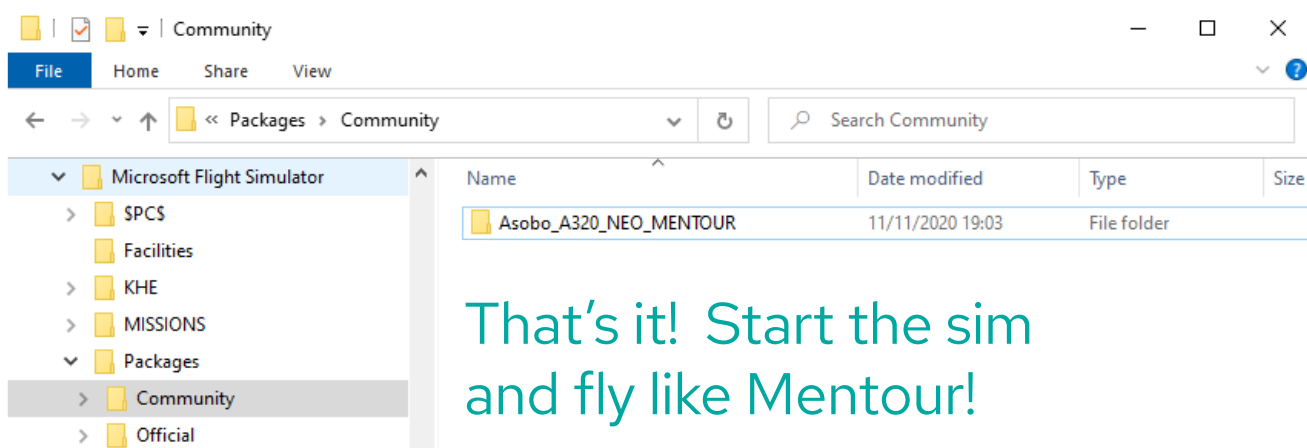 Community
File Home Share View
« Packages > Community
Search Community
Microsoft Flight Simulator
$PC$
Facilities
KHE
MISSIONS
Packages
Community
Official
Name Date modified Type Size
Asobo_A320_NEO_MENTOUR 11/11/2020 19:03 File folder
That's it!  Start the sim
and fly like Mentour!